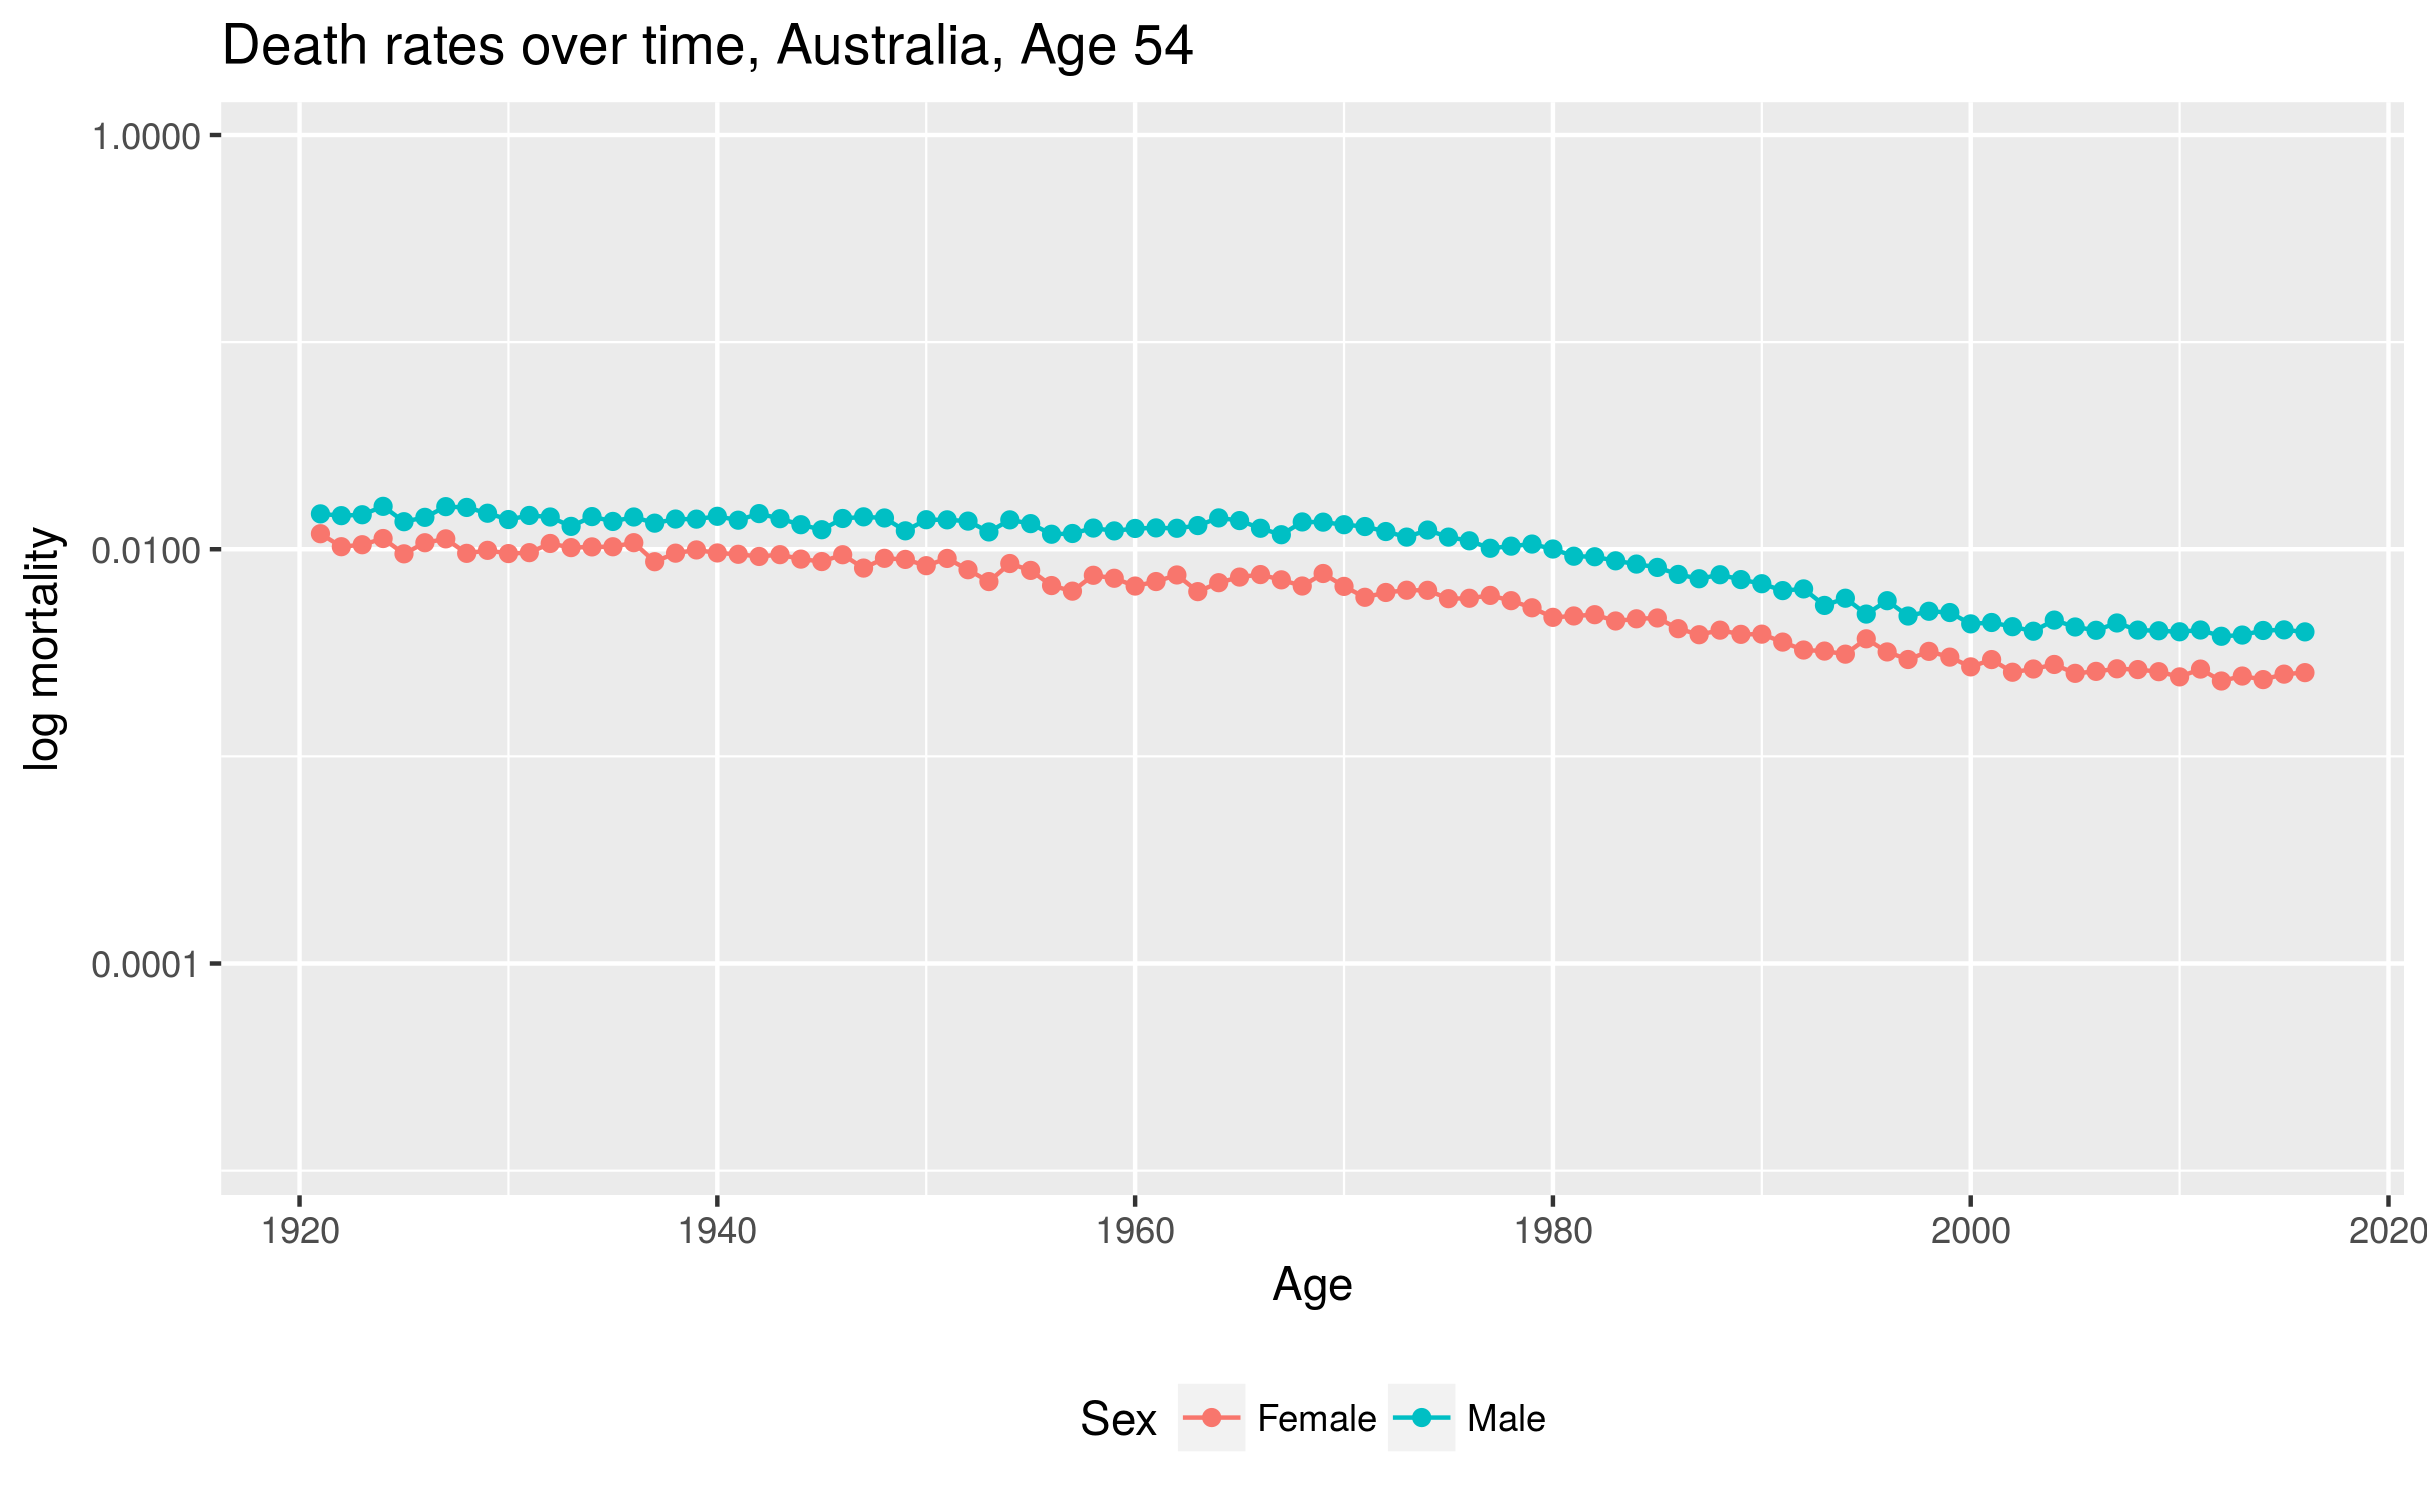 Death rates over time, Australia, Age 54
1.0000
0.0100
0.0001
log mortality
1920 1940 1960 1980 2000 2020
Age
Sex Female Male